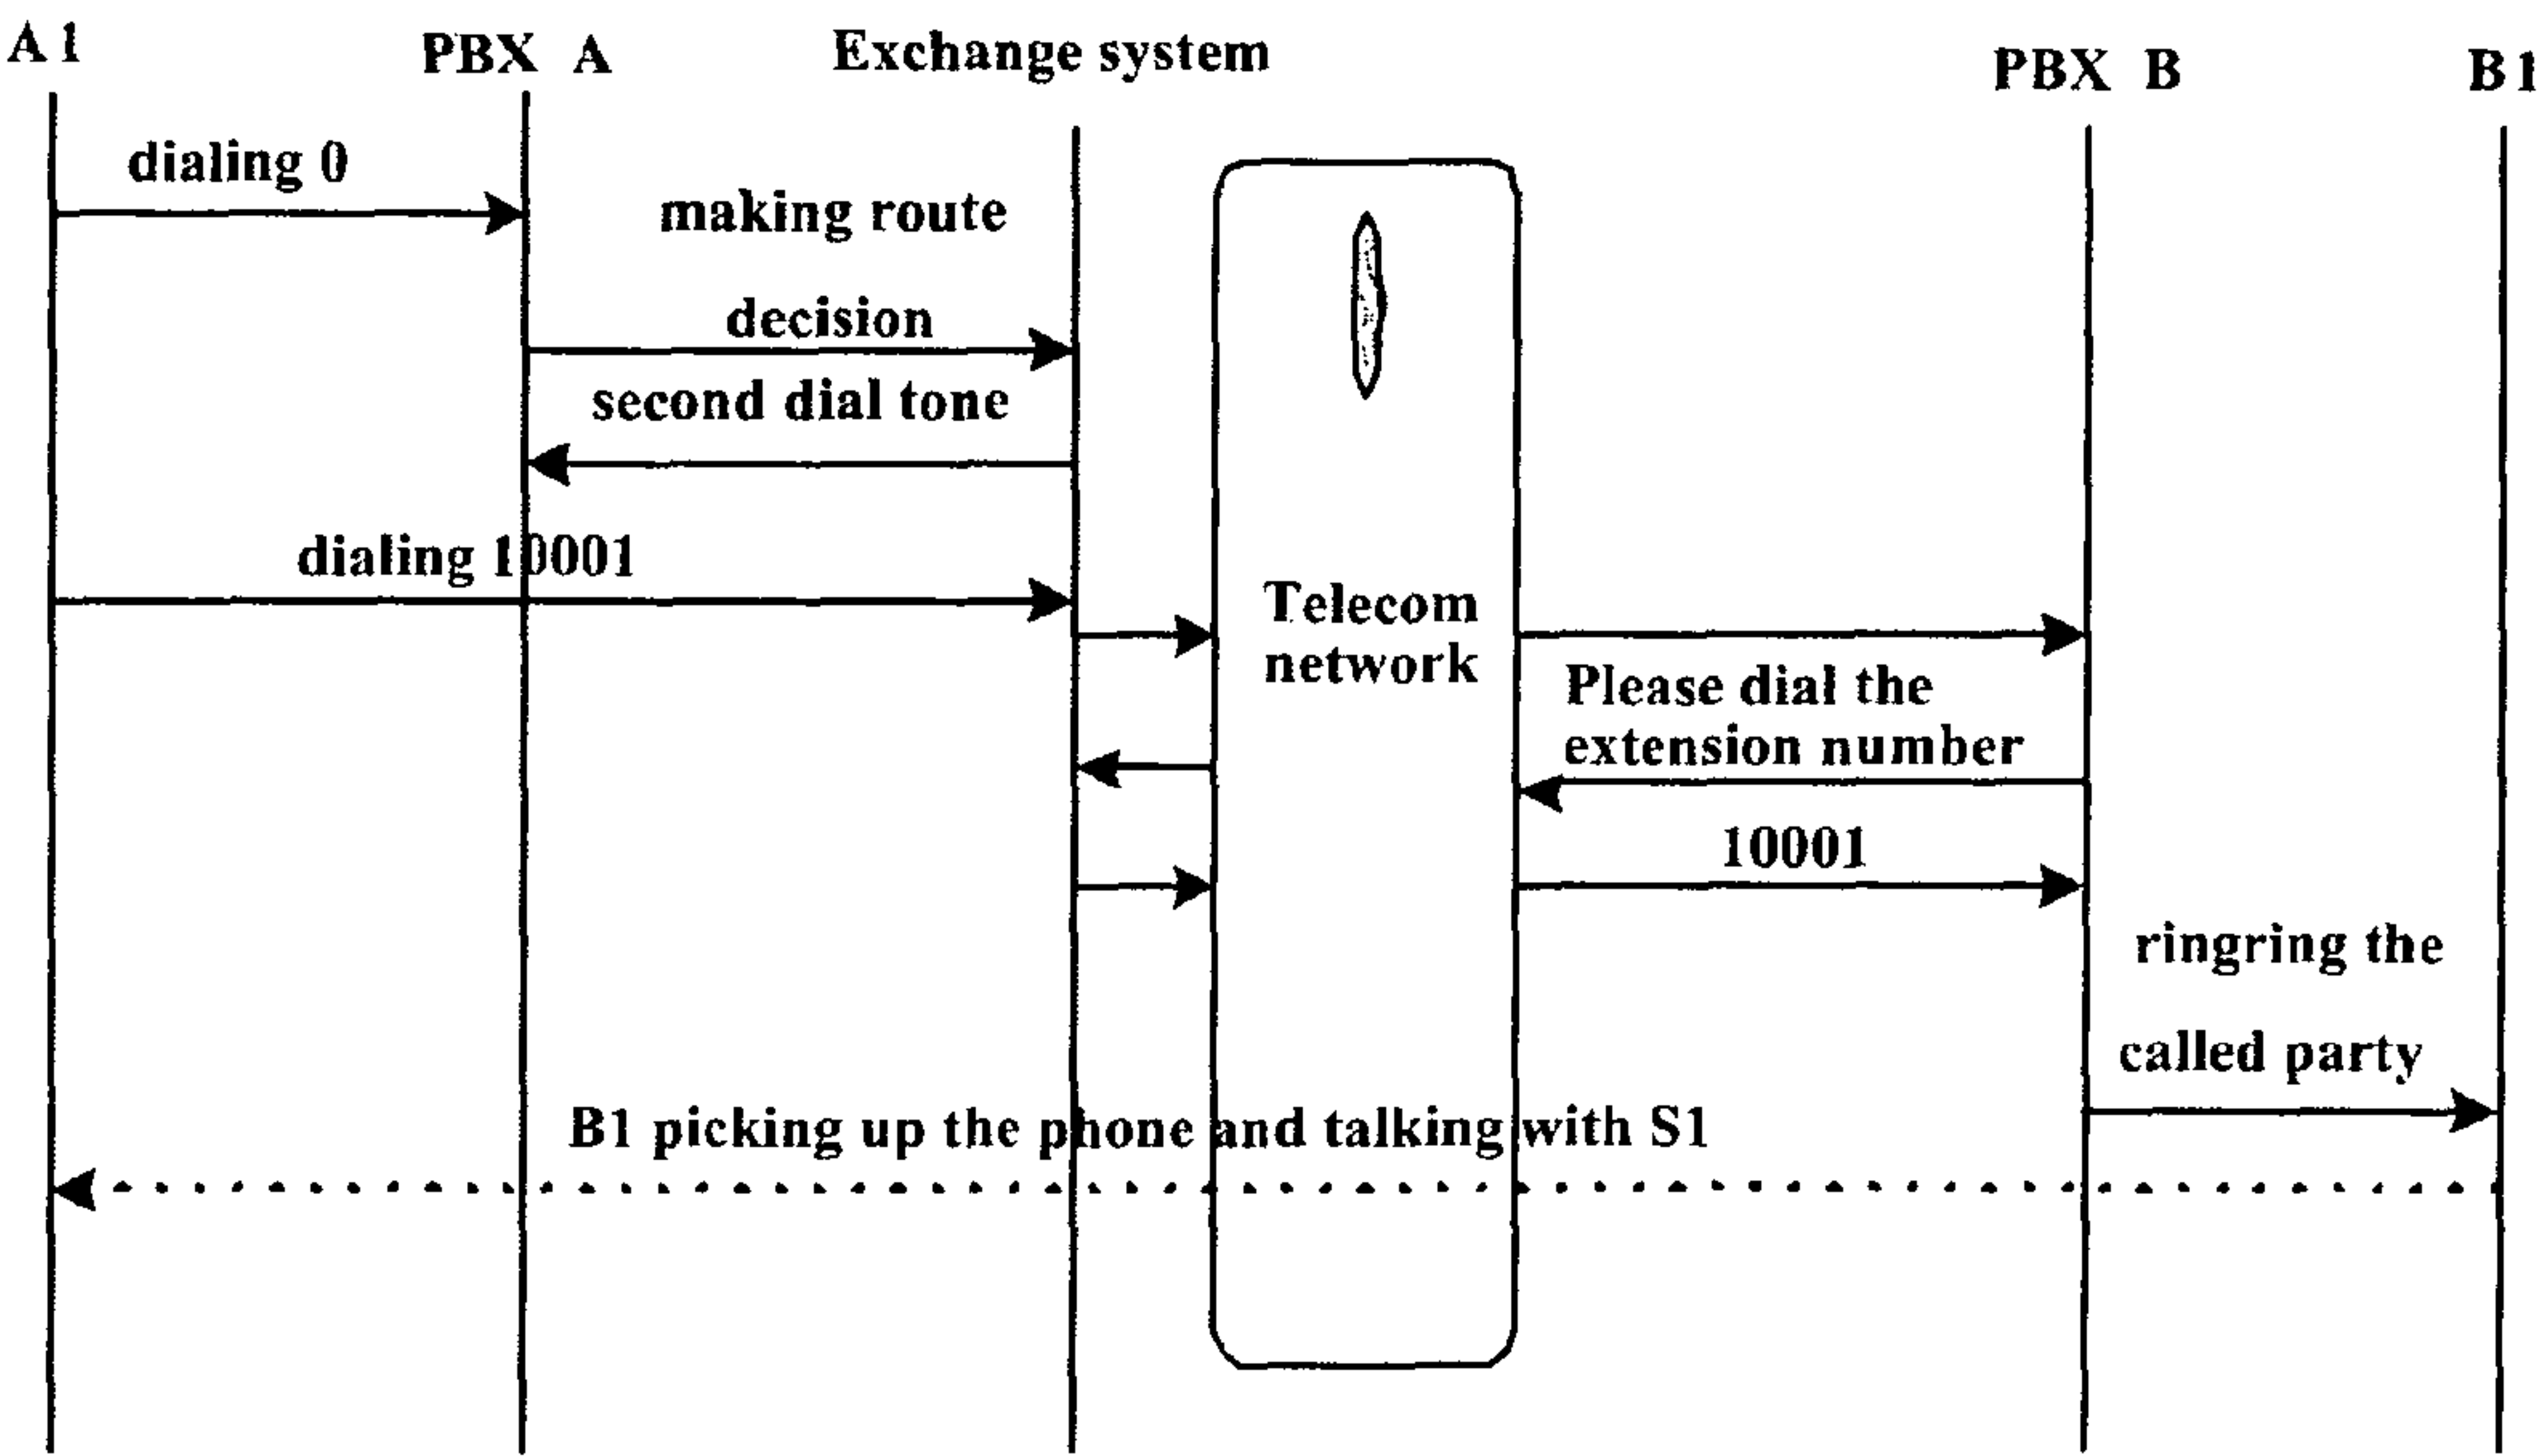 A1
PBX A
Exchange system
PBX B
B1
dialing 0
making route
decision
second dial tone
dialing 10001
Telecom
network
Please dial the
extension number
10001
ringring the
called party
B1 picking up the phone and talking with S1